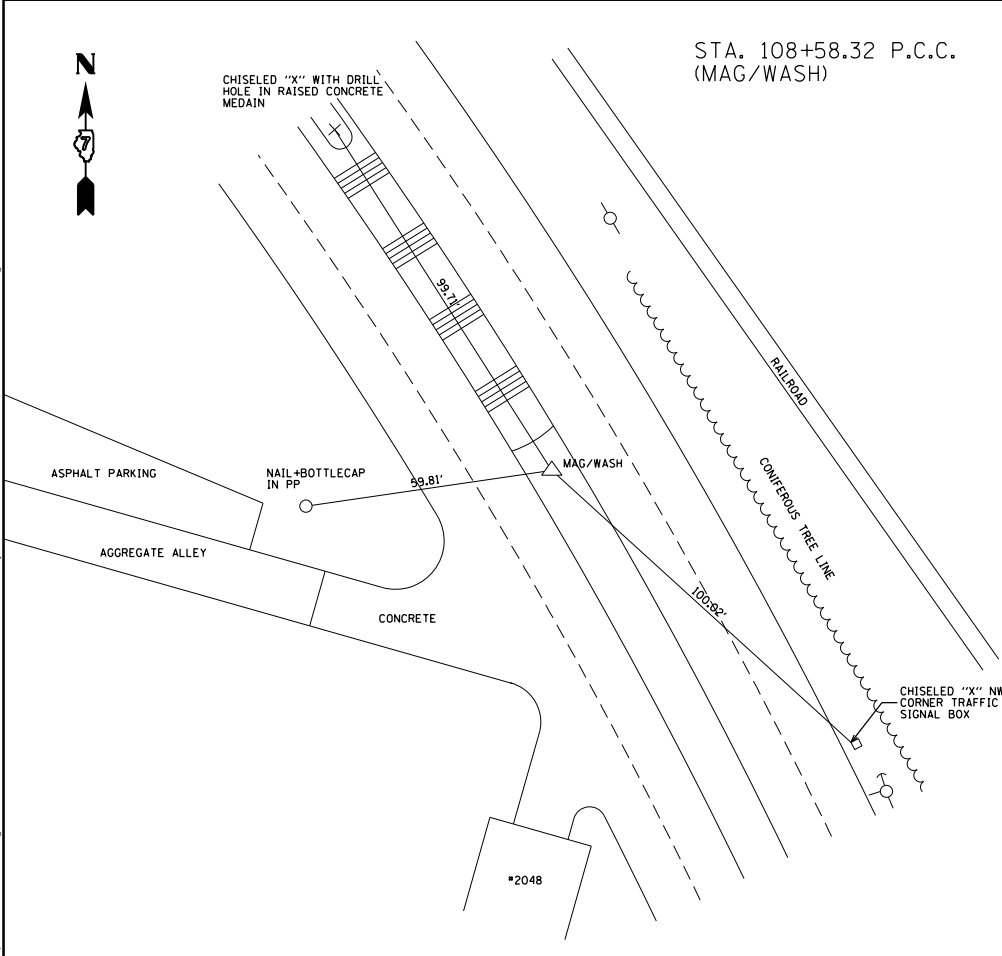 STA. 108+58.32 P.C.C.
(MAG/WASH)
N
7
CHISELED "X" WITH DRILL
HOLE IN RAISED CONCRETE
MEDAIN
99.71'
RAILROAD
MAG/WASH
NAIL+BOTTLECAP
IN PP
59.81'
ASPHALT PARKING
CONIFEROUS TREE LINE
AGGREGATE ALLEY
100.02'
CONCRETE
CHISELED "X" NW
CORNER TRAFFIC
SIGNAL BOX
#2048